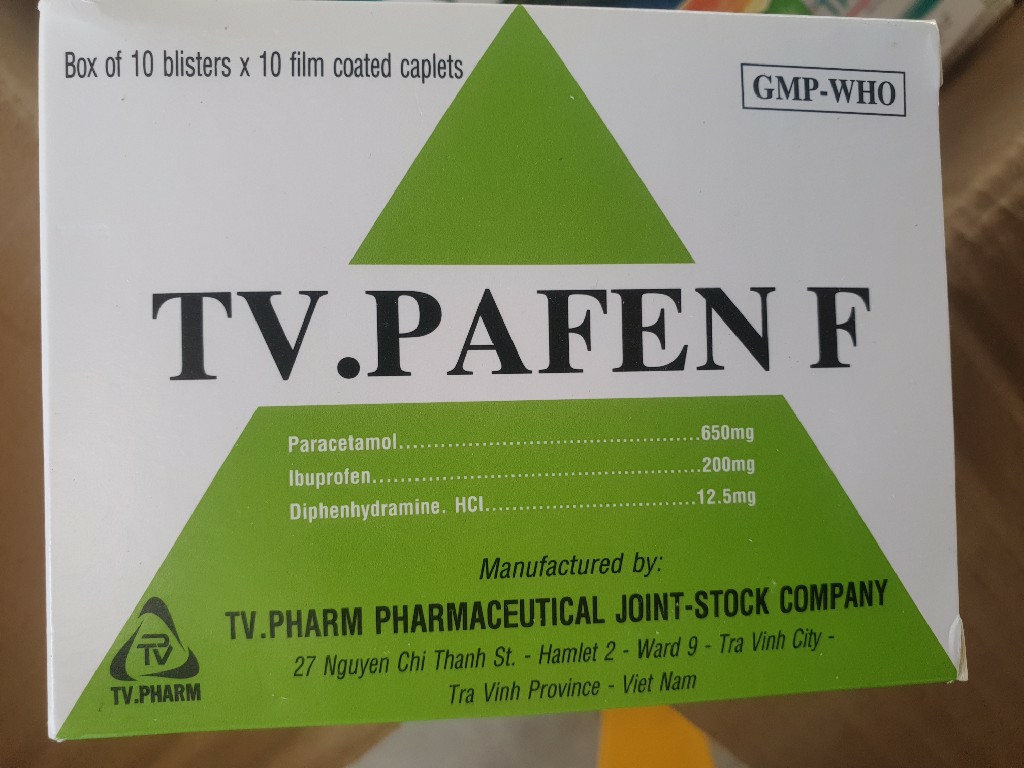 Box of 10 blisters x 10 film coated caplets
GMP-WHO
TV.PAFEN F
Paracetamol........................................650mg
Ibuprofen............................................200mg
Diphenhydramine. HCl............................12.5mg
Manufactured by:
TV.PHARM PHARMACEUTICAL JOINT-STOCK COMPANY
27 Nguyen Chi Thanh St. - Hamlet 2 - Ward 9 - Tra Vinh City -
Tra Vinh Province - Viet Nam
TV
TV.PHARM